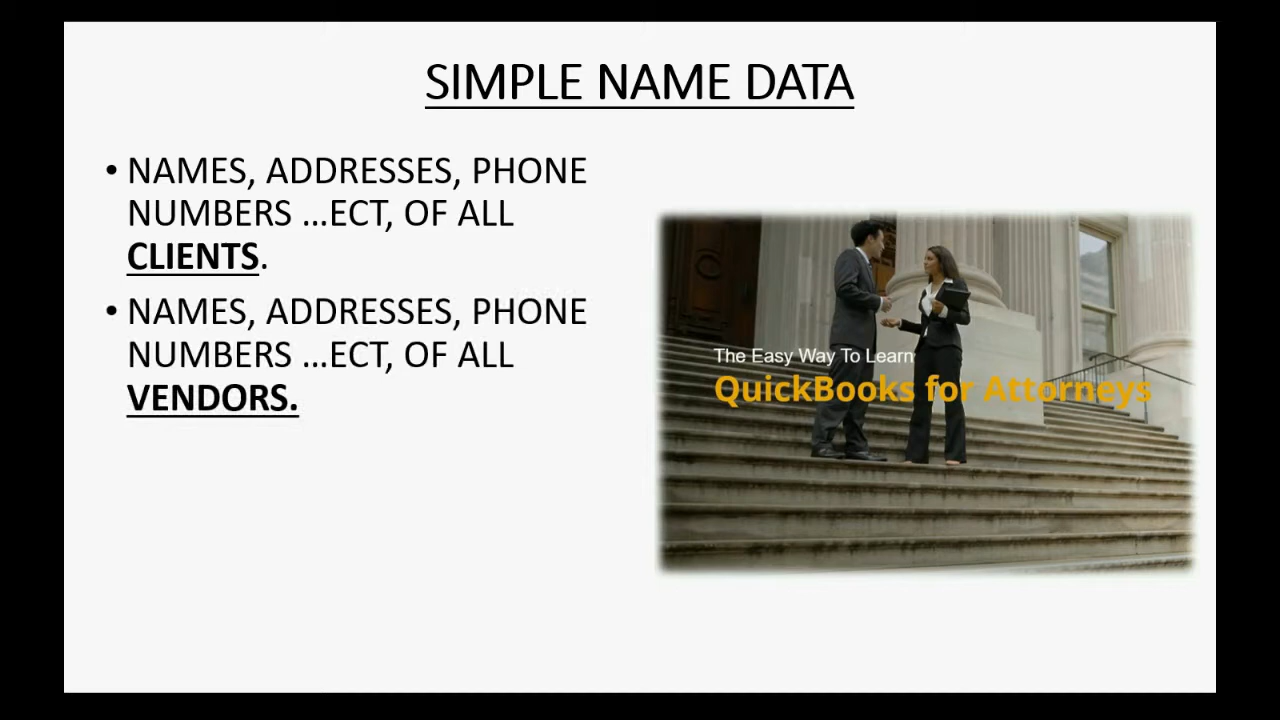 SIMPLE NAME DATA
• NAMES, ADDRESSES, PHONE
NUMBERS ...ECT, OF ALL
CLIENTS.
• NAMES, ADDRESSES, PHONE
NUMBERS ...ECT, OF ALL
VENDORS.
The Easy Way To Learn
QuickBooks for Attorneys